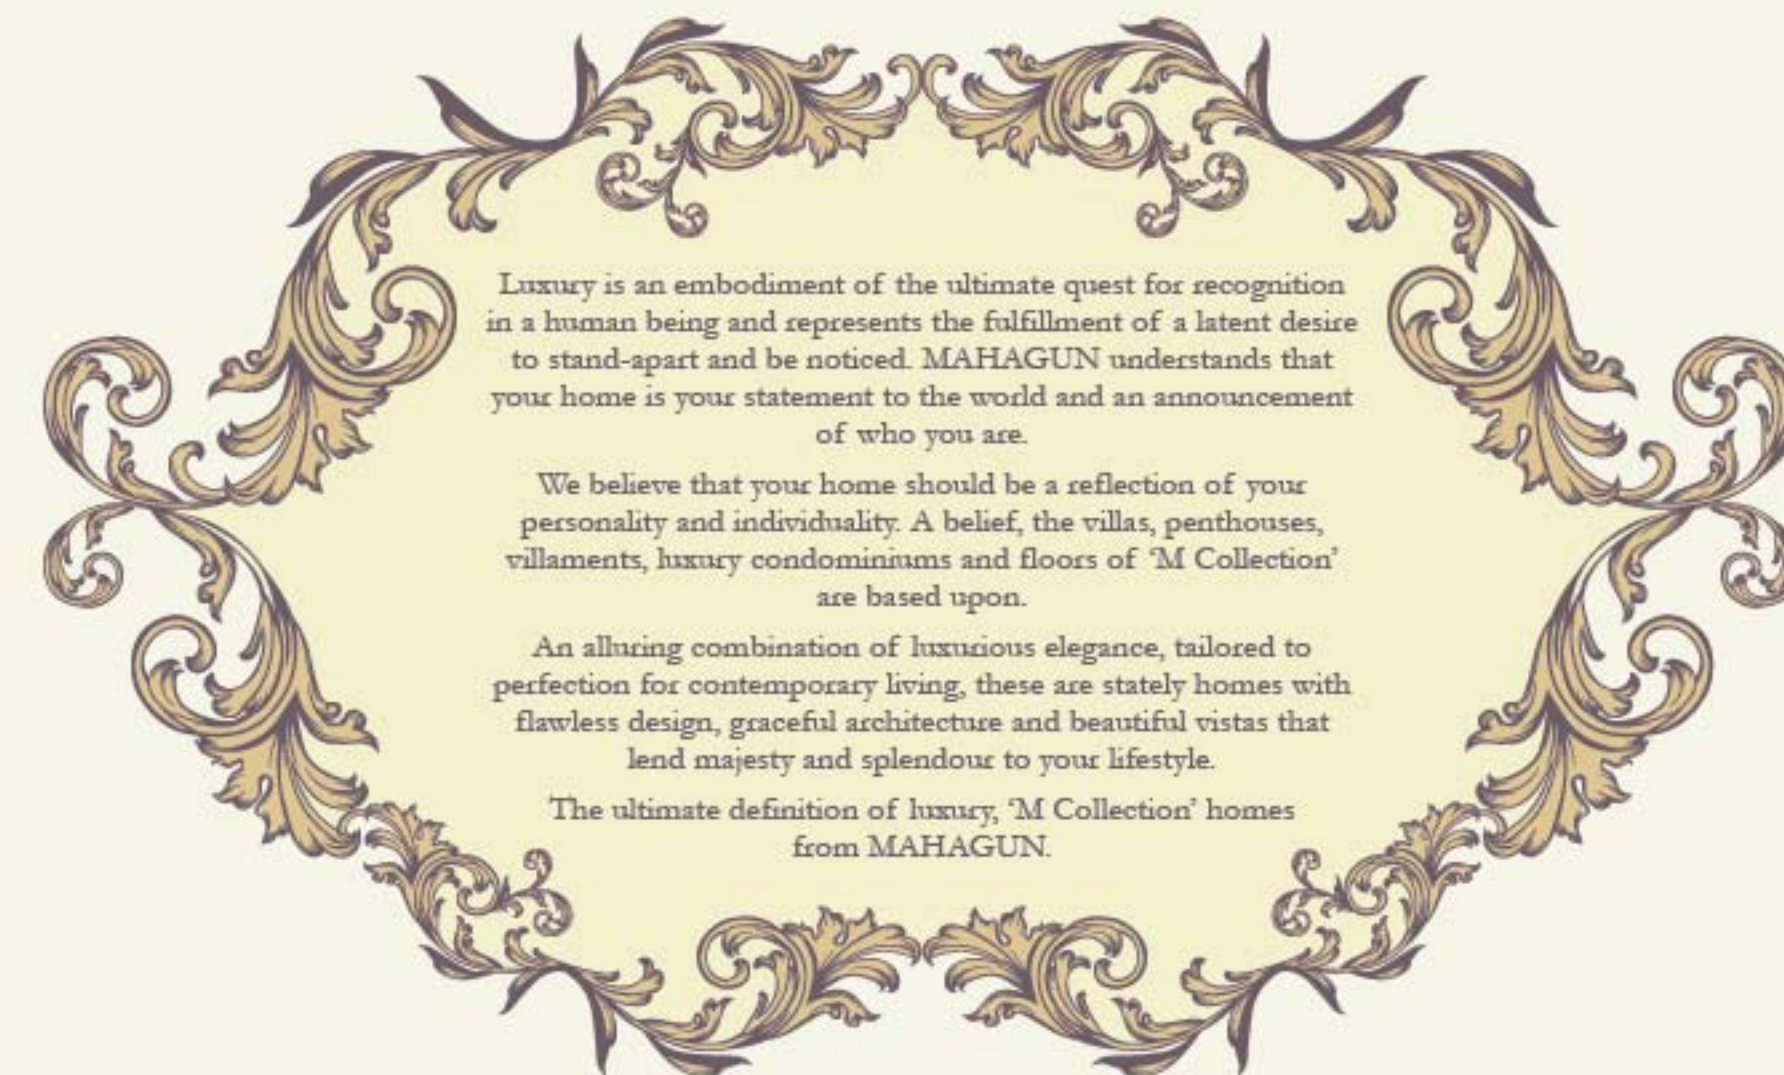 Luxury is an embodiment of the ultimate quest for recognition
in a human being and represents the fulfillment of a latent desire
to stand-apart and be noticed. MAHAGUN understands that
your home is your statement to the world and an announcement
of who you are.
We believe that your home should be a reflection of your
personality and individuality. A belief, the villas, penthouses,
villaments, luxury condominiums and floors of ‘M Collection’
are based upon.
An alluring combination of luxurious elegance, tailored to
perfection for contemporary living, these are stately homes with
flawless design, graceful architecture and beautiful vistas that
lend majesty and splendour to your lifestyle.
The ultimate definition of luxury, ‘M Collection’ homes
from MAHAGUN.